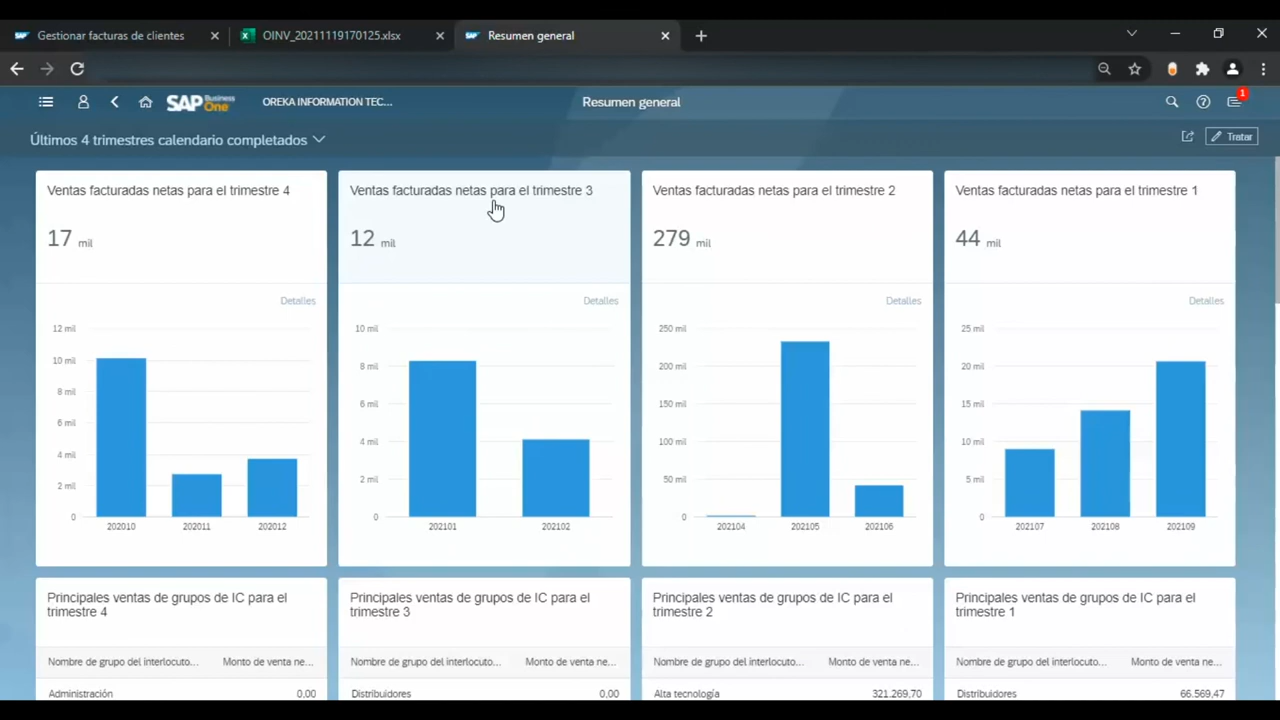 Gestionar facturas de clientes
OINV_20211119170125.xlsx
Resumen general
SAP Business One
OREKA INFORMATION TEC...
Resumen general
1
Últimos 4 trimestres calendario completados
Tratar
Ventas facturadas netas para el trimestre 4
17 mil
Detalles
12 mil
10 mil
8 mil
6 mil
4 mil
2 mil
0
202010
202011
202012
Ventas facturadas netas para el trimestre 3
12 mil
Detalles
10 mil
8 mil
6 mil
4 mil
2 mil
0
202101
202102
Ventas facturadas netas para el trimestre 2
279 mil
Detalles
250 mil
200 mil
150 mil
100 mil
50 mil
0
202104
202105
202106
Ventas facturadas netas para el trimestre 1
44 mil
Detalles
25 mil
20 mil
15 mil
10 mil
5 mil
0
202107
202108
202109
Principales ventas de grupos de IC para el
trimestre 4
Nombre de grupo del interlocuto...
Monto de venta ne...
Administración
0,00
Principales ventas de grupos de IC para el
trimestre 3
Nombre de grupo del interlocuto...
Monto de venta ne...
Distribuidores
0,00
Principales ventas de grupos de IC para el
trimestre 2
Nombre de grupo del interlocuto...
Monto de venta ne...
Alta tecnología
321.269,70
Principales ventas de grupos de IC para el
trimestre 1
Nombre de grupo del interlocuto...
Monto de venta ne...
Distribuidores
66.569,47